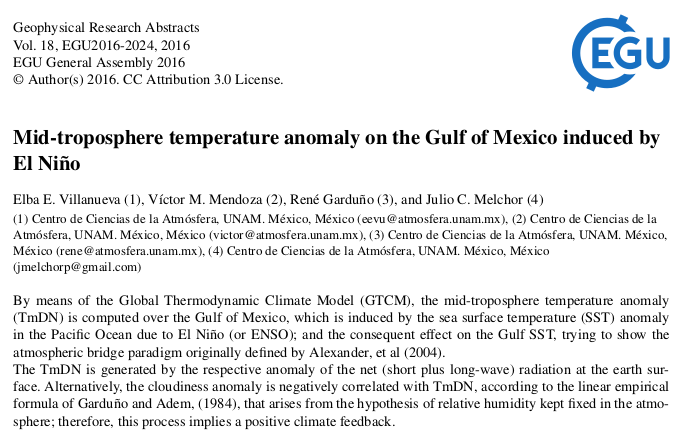 Geophysical Research Abstracts
Vol. 18, EGU2016-2024, 2016
EGU General Assembly 2016
© Author(s) 2016. CC Attribution 3.0 License.
EGU
Mid-troposphere temperature anomaly on the Gulf of Mexico induced by
El Niño
Elba E. Villanueva (1), Víctor M. Mendoza (2), René Garduño (3), and Julio C. Melchor (4)
(1) Centro de Ciencias de la Atmósfera, UNAM. México, México (eevu@atmosfera.unam.mx), (2) Centro de Ciencias de la
Atmósfera, UNAM. México, México (victor@atmosfera.unam.mx), (3) Centro de Ciencias de la Atmósfera, UNAM. México,
México (rene@atmosfera.unam.mx), (4) Centro de Ciencias de la Atmósfera, UNAM. México, México
(jmelchorp@gmail.com)
By means of the Global Thermodynamic Climate Model (GTCM), the mid-troposphere temperature anomaly
(TmDN) is computed over the Gulf of Mexico, which is induced by the sea surface temperature (SST) anomaly
in the Pacific Ocean due to El Niño (or ENSO); and the consequent effect on the Gulf SST, trying to show the
atmospheric bridge paradigm originally defined by Alexander, et al (2004).
The TmDN is generated by the respective anomaly of the net (short plus long-wave) radiation at the earth sur-
face. Alternatively, the cloudiness anomaly is negatively correlated with TmDN, according to the linear empirical
formula of Garduño and Adem, (1984), that arises from the hypothesis of relative humidity kept fixed in the atmo-
sphere; therefore, this process implies a positive climate feedback.